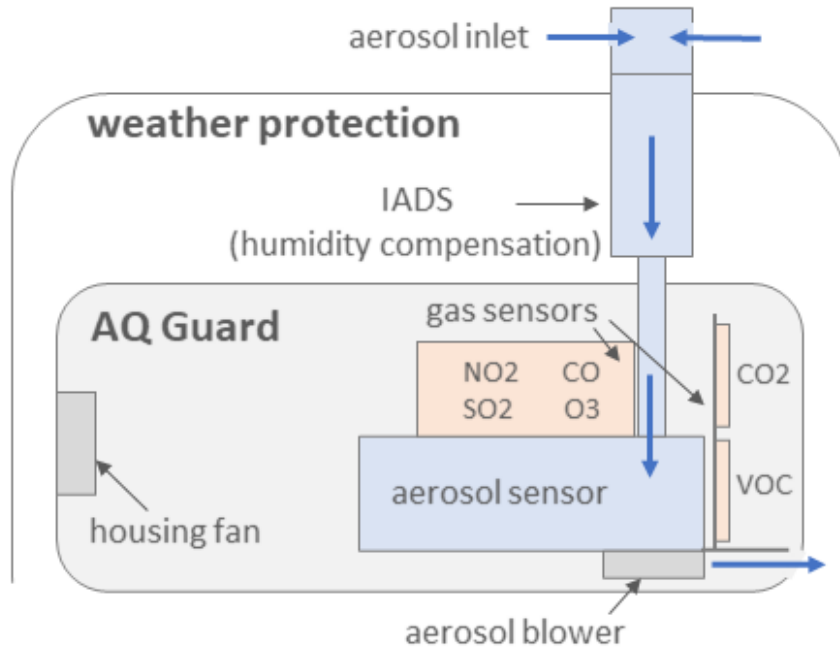 aerosol inlet
weather protection
IADS
(humidity compensation)
AQ Guard
gas sensors
NO2 CO
SO2 O3
CO2
aerosol sensor
VOC
housing fan
aerosol blower